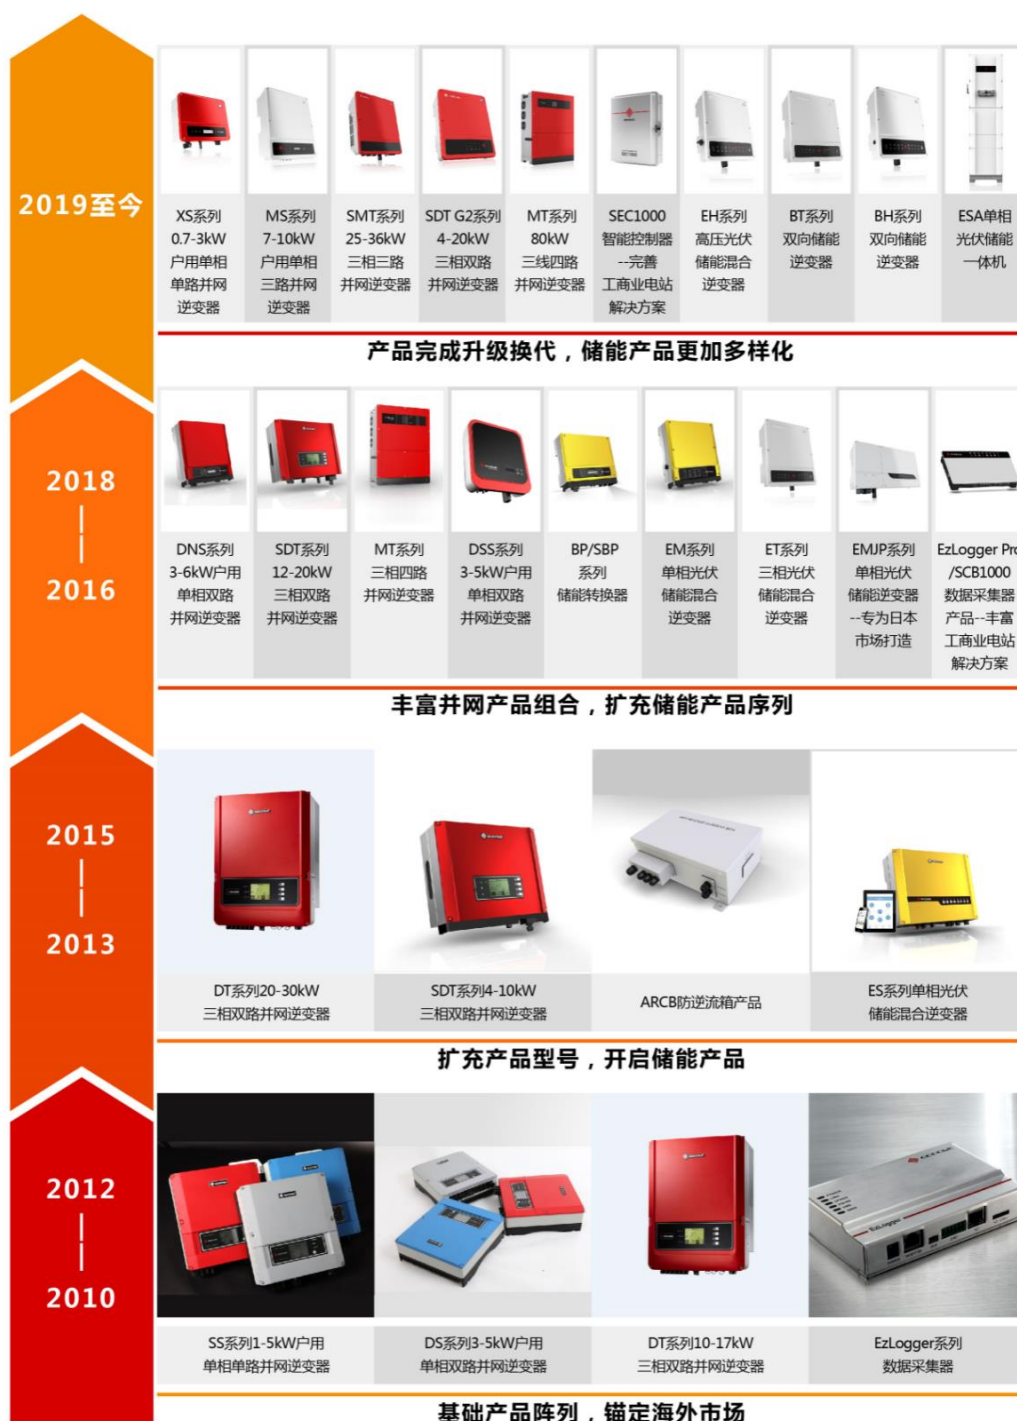 2019至今
XS系列
0.7-3kW
户用单相
单路并网
逆变器
MS系列
7-10kW
户用单相
三路并网
逆变器
SMT系列
25-36kW
三相三路
并网逆变器
SDT G2系列
4-20kW
三相双路
并网逆变器
MT系列
80kW
三线四路
并网逆变器
SEC1000
智能控制器
--完善
工商业电站
解决方案
EH系列
高压光伏
储能混合
逆变器
BT系列
双向储能
逆变器
BH系列
双向储能
逆变器
ESA单相
光伏储能
一体机
产品完成升级换代，储能产品更加多样化
2018
2016
DNS系列
3-6kW户用
单相双路
并网逆变器
SDT系列
12-20kW
三相双路
并网逆变器
MT系列
三相四路
并网逆变器
DSS系列
3-5kW户用
单相双路
并网逆变器
BP/SBP
系列
储能转换器
EM系列
单相光伏
储能混合
逆变器
ET系列
三相光伏
储能混合
逆变器
EMJP系列
单相光伏
储能逆变器
--专为日本
市场打造
EzLogger Pro
/SCB1000
数据采集器
产品--丰富
工商业电站
解决方案
丰富并网产品组合，扩充储能产品序列
2015
2013
DT系列20-30kW
三相双路并网逆变器
SDT系列4-10kW
三相双路并网逆变器
ARCB防逆流箱产品
ES系列单相光伏
储能混合逆变器
扩充产品型号，开启储能产品
2012
2010
EzLogger
SS系列1-5kW户用
单相单路并网逆变器
DS系列3-5kW户用
单相双路并网逆变器
DT系列10-17kW
三相双路并网逆变器
EzLogger系列
数据采集器
基础产品阵列，锚定海外市场